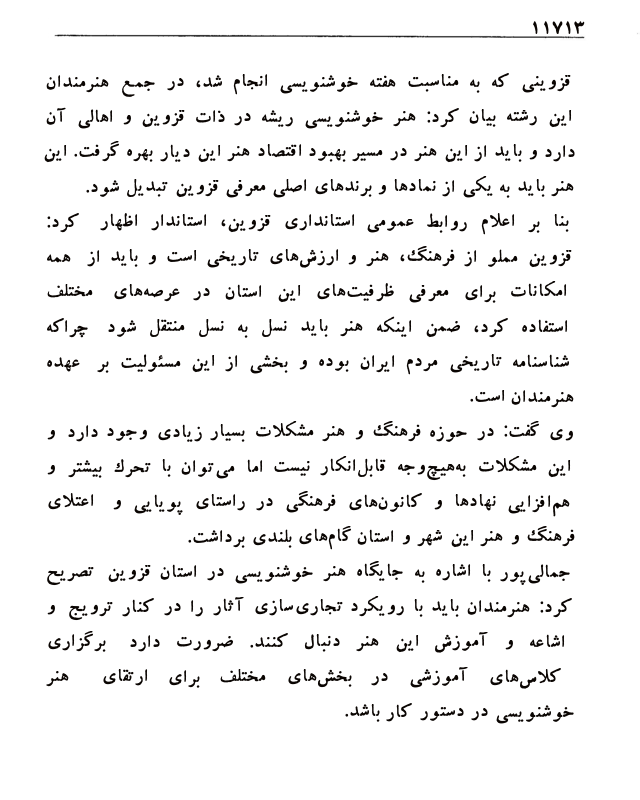 ۱۱۷۱۳
قزوینی که به مناسبت هفته خوشنویسی انجام شد، در جمع هنرمندان
این رشته بیان کرد: هنر خوشنویسی ریشه در ذات قزوین و اهالی آن
دارد و باید از این هنر در مسیر بهبود اقتصاد هنر این دیار بهره گرفت. این
هنر باید به یکی از نمادها و برندهای اصلی معرفی قزوین تبدیل شود.
بنا بر اعلام روابط عمومی استانداری قزوین، استاندار اظهار کرد:
قزوین مملو از فرهنگ، هنر و ارزش‌های تاریخی است و باید از همه
امکانات برای معرفی ظرفیت‌های این استان در عرصه‌های مختلف
استفاده کرد، ضمن اینکه هنر باید نسل به نسل منتقل شود چراکه
شناسنامه تاریخی مردم ایران بوده و بخشی از این مسئولیت بر عهده
هنرمندان است.
وی گفت: در حوزه فرهنگ و هنر مشکلات بسیار زیادی وجود دارد و
این مشکلات به‌هیچ‌وجه قابل‌انکار نیست اما می‌توان با تحرك بیشتر و
هم‌افزایی نهادها و کانون‌های فرهنگی در راستای پویایی و اعتلای
فرهنگ و هنر این شهر و استان گام‌های بلندی برداشت.
جمالی‌پور با اشاره به جایگاه هنر خوشنویسی در استان قزوین تصریح
کرد: هنرمندان باید با رویکرد تجاری‌سازی آثار را در کنار ترویج و
اشاعه و آموزش این هنر دنبال کنند. ضرورت دارد برگزاری
کلاس‌های آموزشی در بخش‌های مختلف برای ارتقای هنر
خوشنویسی در دستور کار باشد.